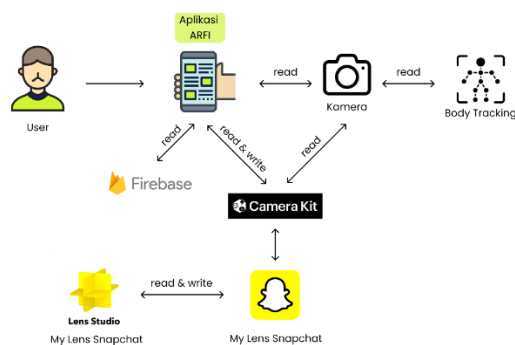 Aplikasi
ARFI
read
read
User
Kamera
Body Tracking
read
read & write
read
Firebase
Camera Kit
read & write
Lens Studio
My Lens Snapchat
My Lens Snapchat